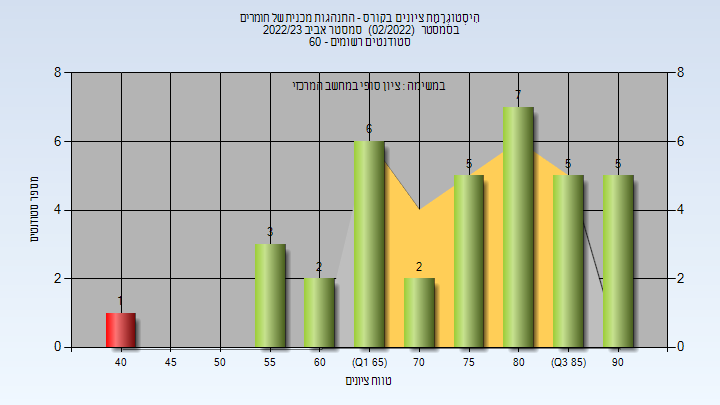 הִיסְטוֹגְרָמַת ציונים בקורס - התנהגות מכנית של חומרים
בסמסטר (02/2022) סמסטר אביב 2022/23
סטודנטים רשומים - 60
במשימה : ציון סופי במחשב המרכזי
8 8
7
6 6 6
5 5 5
4 4
3
2 2 2 2
1
0 0
מספר סטודנטים
40 45 50 55 60 (Q1 65) 70 75 80 (Q3 85) 90
טווח ציונים